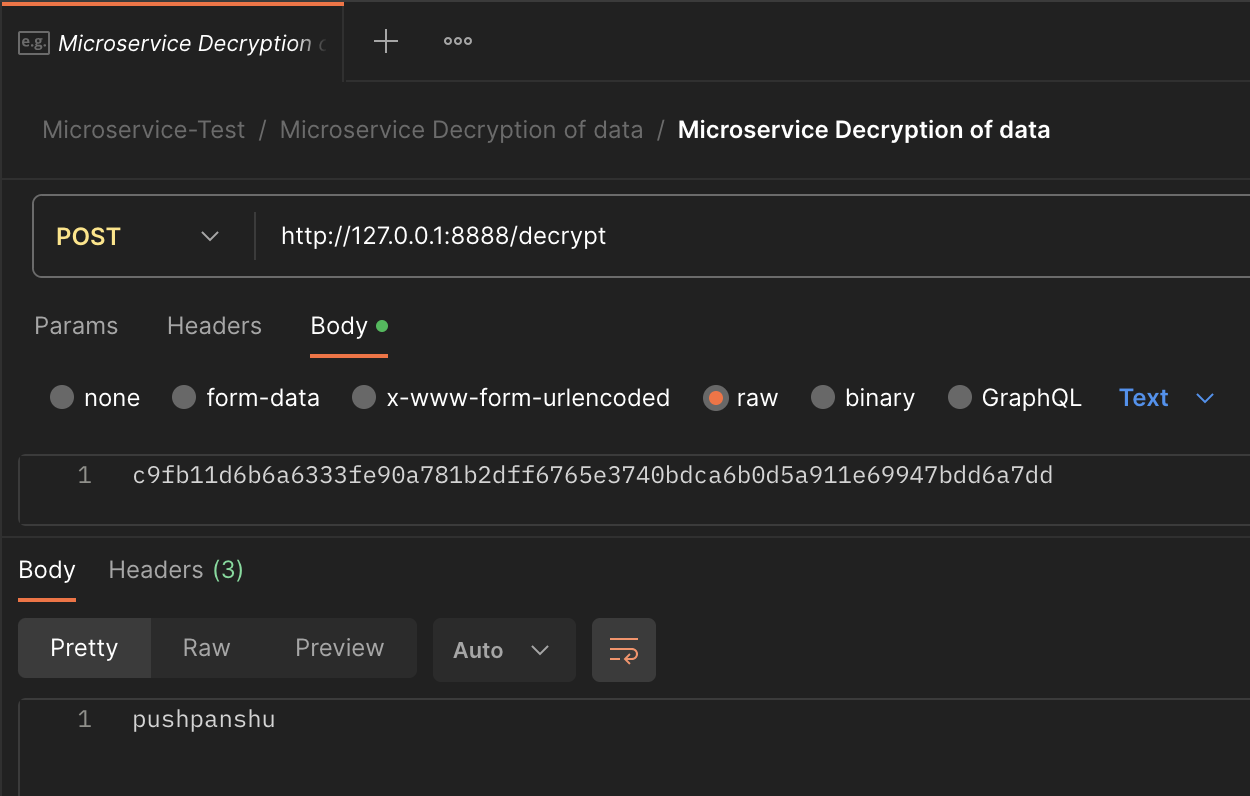 e.g. Microservice Decryption
Microservice-Test / Microservice Decryption of data / Microservice Decryption of data
POST http://127.0.0.1:8888/decrypt
Params Headers Body
none form-data x-www-form-urlencoded raw binary GraphQL Text
1 c9fb11d6b6a6333fe90a781b2dff6765e3740bdca6b0d5a911e69947bdd6a7dd
Body Headers (3)
Pretty Raw Preview Auto
1 pushpanshu